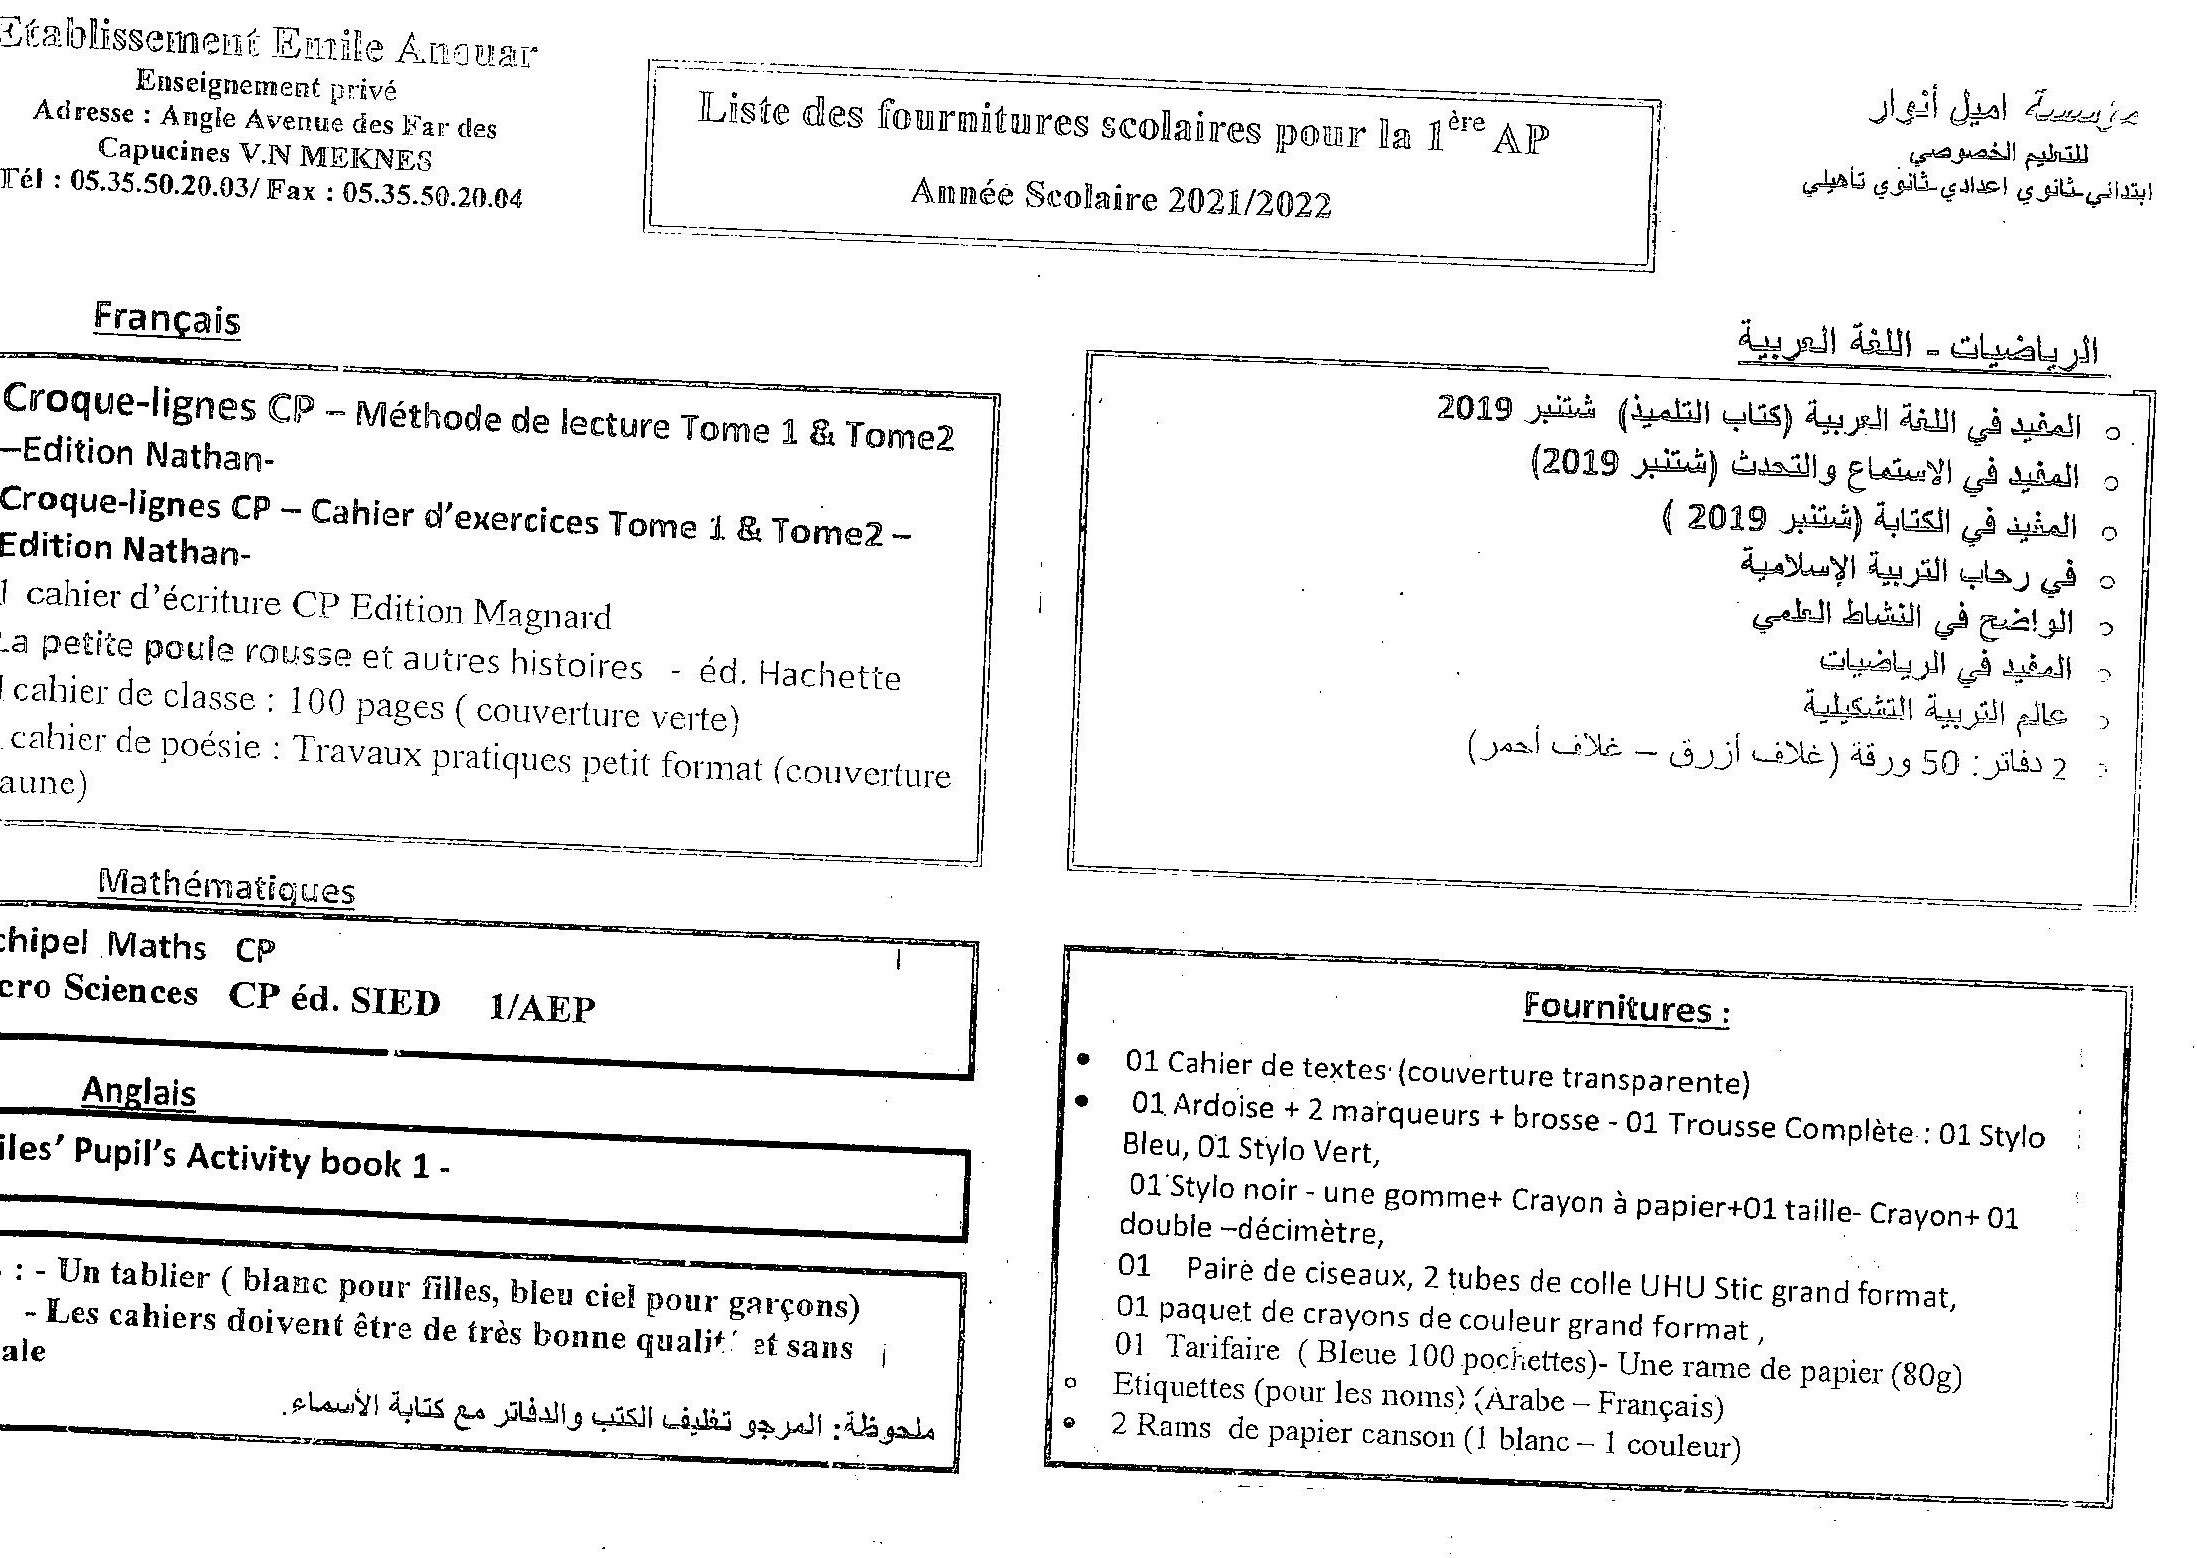 Etablissement Emile Anouar
Enseignement privé
Adresse : Angle Avenue des Far des
Capucines V.N MEKNES
Tél : 05.35.50.20.03/ Fax : 05.35.50.20.04
Liste des fournitures scolaires pour la 1ère AP
Année Scolaire 2021/2022
مؤسسة اميل أنوار
للتعليم الخصوصي
ابتدائي-ثانوي اعدادي-ثانوي تأهيلي
Français
Croque-lignes CP – Méthode de lecture Tome 1 & Tome2
–Edition Nathan-
Croque-lignes CP – Cahier d'exercices Tome 1 & Tome2 –
Edition Nathan-
1 cahier d'écriture CP Edition Magnard
La petite poule rousse et autres histoires - éd. Hachette
1 cahier de classe : 100 pages ( couverture verte)
cahier de poésie : Travaux pratiques petit format (couverture
aune)
الرياضيات - اللغة العربية
○ المفيد في اللغة العربية (كتاب التلميذ) شتنبر 2019
○ المفيد في الاستماع والتحدث (شتنبر 2019)
○ المفيد في الكتابة (شتنبر 2019 )
○ في رحاب التربية الإسلامية
○ الواضح في النشاط العلمي
○ المفيد في الرياضيات
○ عالم التربية التشكيلية
○ 2 دفاتر: 50 ورقة (غلاف أزرق – غلاف أحمر)
Mathématiques
chipel Maths CP
cro Sciences CP éd. SIED 1/AEP
Anglais
iles' Pupil's Activity book 1 -
: - Un tablier ( blanc pour filles, bleu ciel pour garçons)
- Les cahiers doivent être de très bonne qualité et sans
ale
ملحوظة: المرجو تغليف الكتب والدفاتر مع كتابة الأسماء.
Fournitures :
• 01 Cahier de textes (couverture transparente)
• 01 Ardoise + 2 marqueurs + brosse - 01 Trousse Complète : 01 Stylo
Bleu, 01 Stylo Vert,
01 Stylo noir - une gomme+ Crayon à papier+01 taille- Crayon+ 01
double –décimètre,
01 Paire de ciseaux, 2 tubes de colle UHU Stic grand format,
01 paquet de crayons de couleur grand format ,
01 Tarifaire ( Bleue 100 pochettes)- Une rame de papier (80g)
○ Etiquettes (pour les noms) (Arabe – Français)
• 2 Rams de papier canson (1 blanc – 1 couleur)